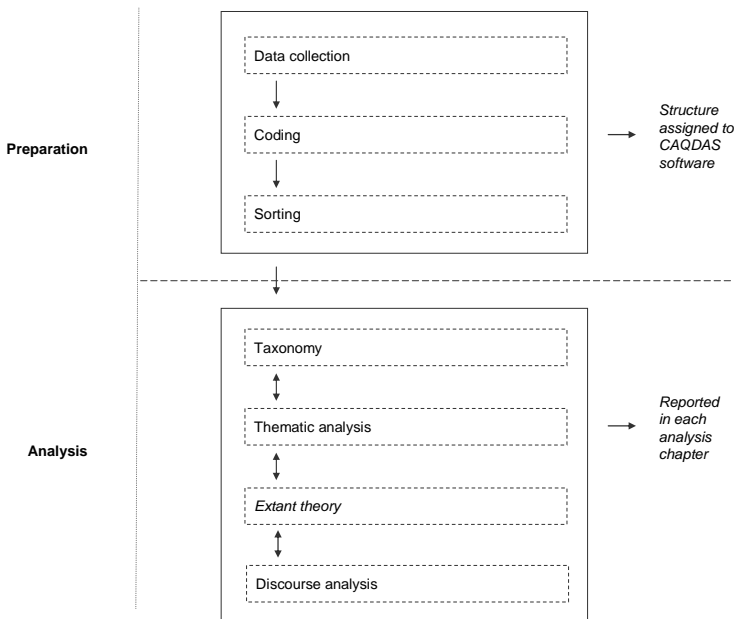 Data collection
Coding
Sorting
Preparation
Structure
assigned to
CAQDAS
software
Taxonomy
Thematic analysis
Extant theory
Discourse analysis
Analysis
Reported
in each
analysis
chapter